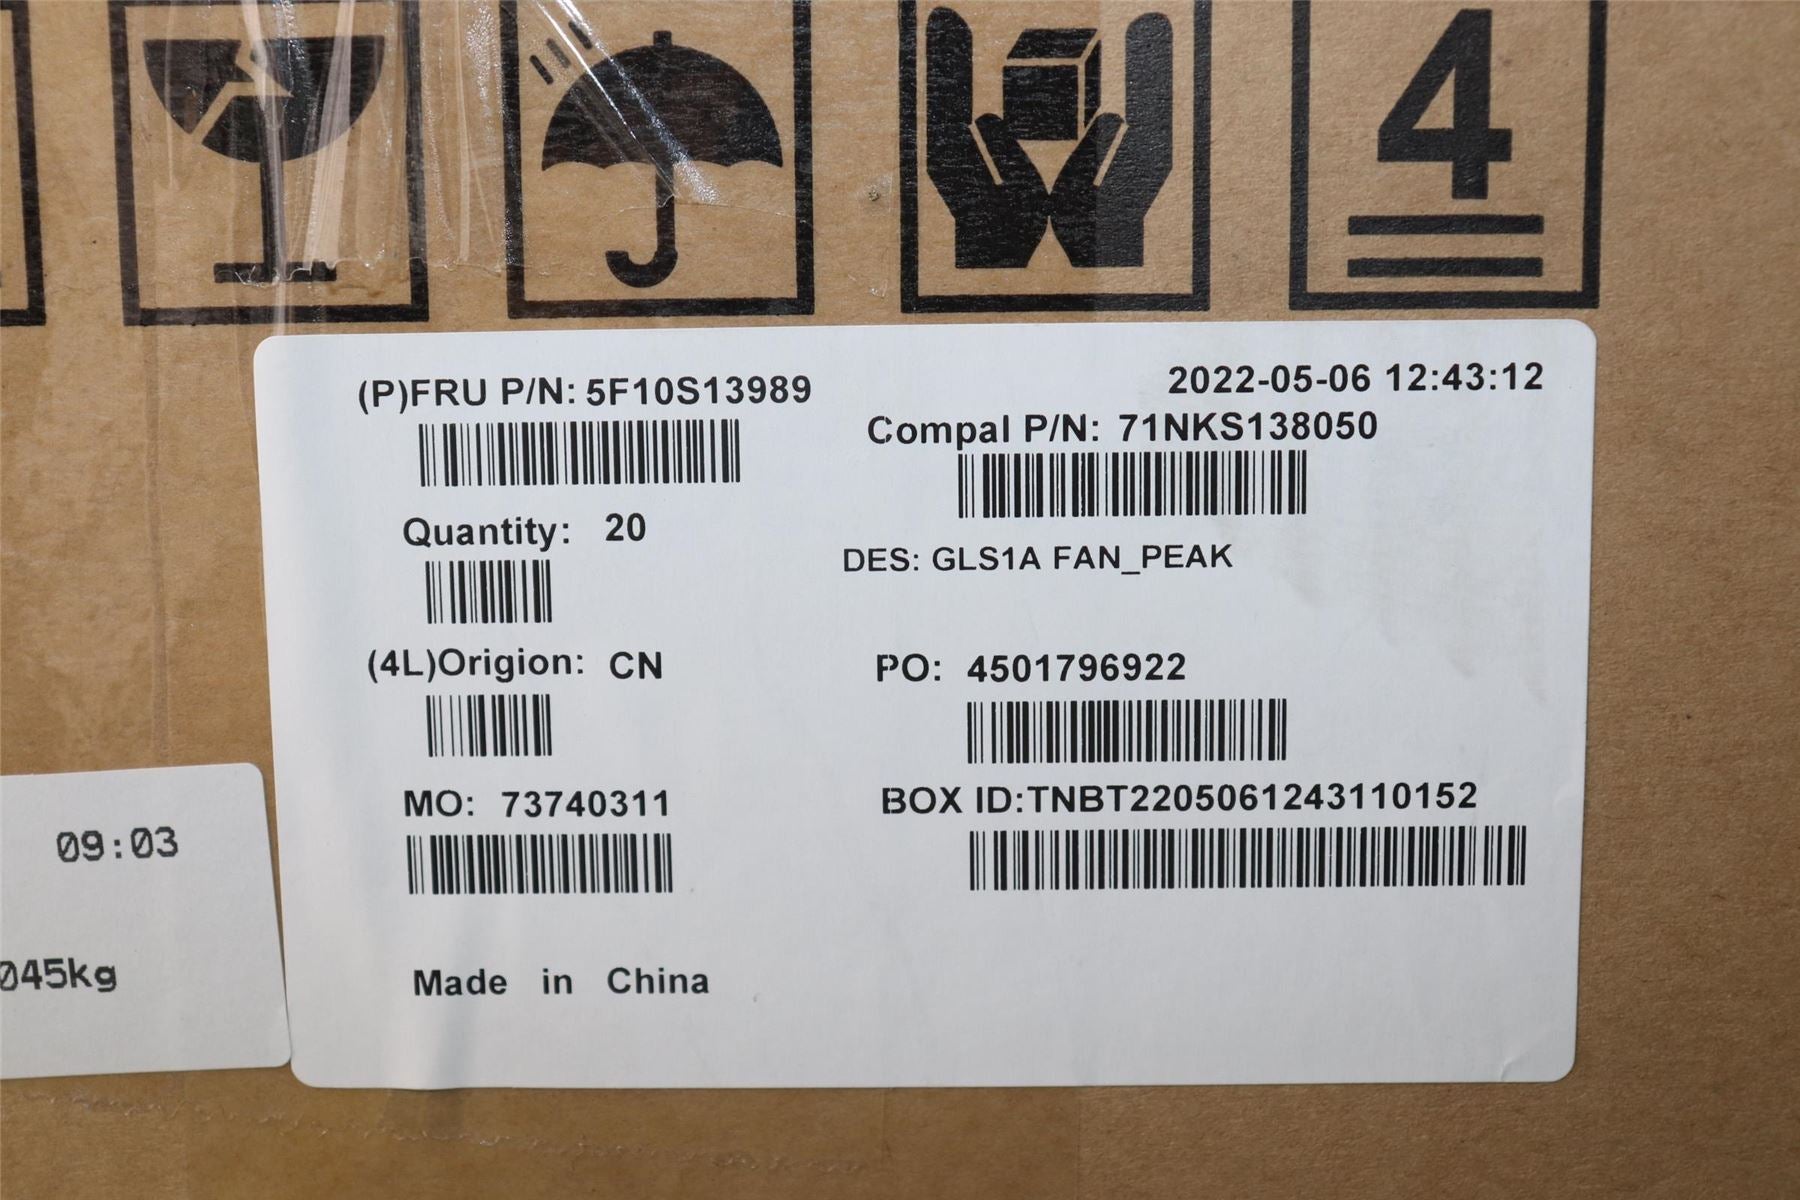 4
(P)FRU P/N: 5F10S13989
2022-05-06 12:43:12
Compal P/N: 71NKS138050
Quantity: 20
DES: GLS1A FAN_PEAK
(4L)Origion: CN
PO: 4501796922
MO: 73740311
BOX ID:TNBT2205061243110152
09:03
045kg
Made in China